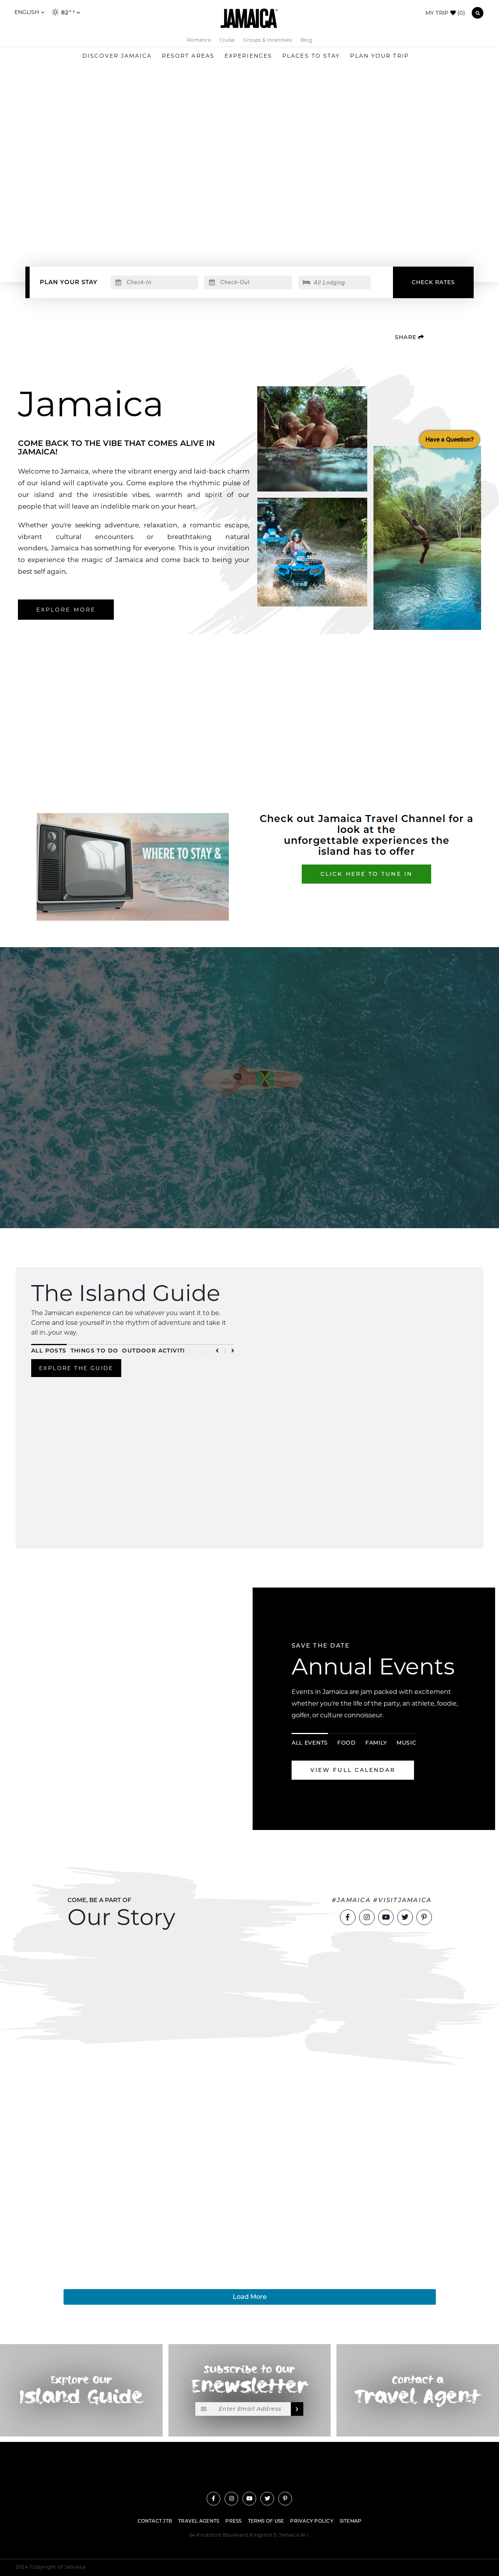 ENGLISH
82° F
JAMAICA
MY TRIP (0)
Romance Cruise Groups & Incentives Blog
DISCOVER JAMAICA RESORT AREAS EXPERIENCES PLACES TO STAY PLAN YOUR TRIP
PLAN YOUR STAY
Check-In
Check-Out
All Lodging
CHECK RATES
SHARE
Jamaica
COME BACK TO THE VIBE THAT COMES ALIVE IN
JAMAICA!
Welcome to Jamaica, where the vibrant energy and laid-back charm
of our island will captivate you. Come explore the rhythmic pulse of
our island and the irresistible vibes, warmth and spirit of our
people that will leave an indelible mark on your heart.
Whether you're seeking adventure, relaxation, a romantic escape,
vibrant cultural encounters or breathtaking natural
wonders, Jamaica has something for everyone. This is your invitation
to experience the magic of Jamaica and come back to being your
best self again.
EXPLORE MORE
Have a Question?
WHERE TO STAY &
Check out Jamaica Travel Channel for a
look at the
unforgettable experiences the
island has to offer
CLICK HERE TO TUNE IN
The Island Guide
The Jamaican experience can be whatever you want it to be.
Come and lose yourself in the rhythm of adventure and take it
all in...your way.
ALL POSTS THINGS TO DO OUTDOOR ACTIVITI
EXPLORE THE GUIDE
SAVE THE DATE
Annual Events
Events in Jamaica are jam packed with excitement
whether you're the life of the party, an athlete, foodie,
golfer, or culture connoisseur.
ALL EVENTS FOOD FAMILY MUSIC
VIEW FULL CALENDAR
COME, BE A PART OF
Our Story
#JAMAICA #VISITJAMAICA
Load More
Explore Our
Island Guide
Subscribe to Our
Enewsletter
Enter Email Address
Contact a
Travel Agent
CONTACT JTB TRAVEL AGENTS PRESS TERMS OF USE PRIVACY POLICY SITEMAP
64 Knutsford Boulevard, Kingston 5, Jamaica W.I.
2024 Copyright of Jamaica